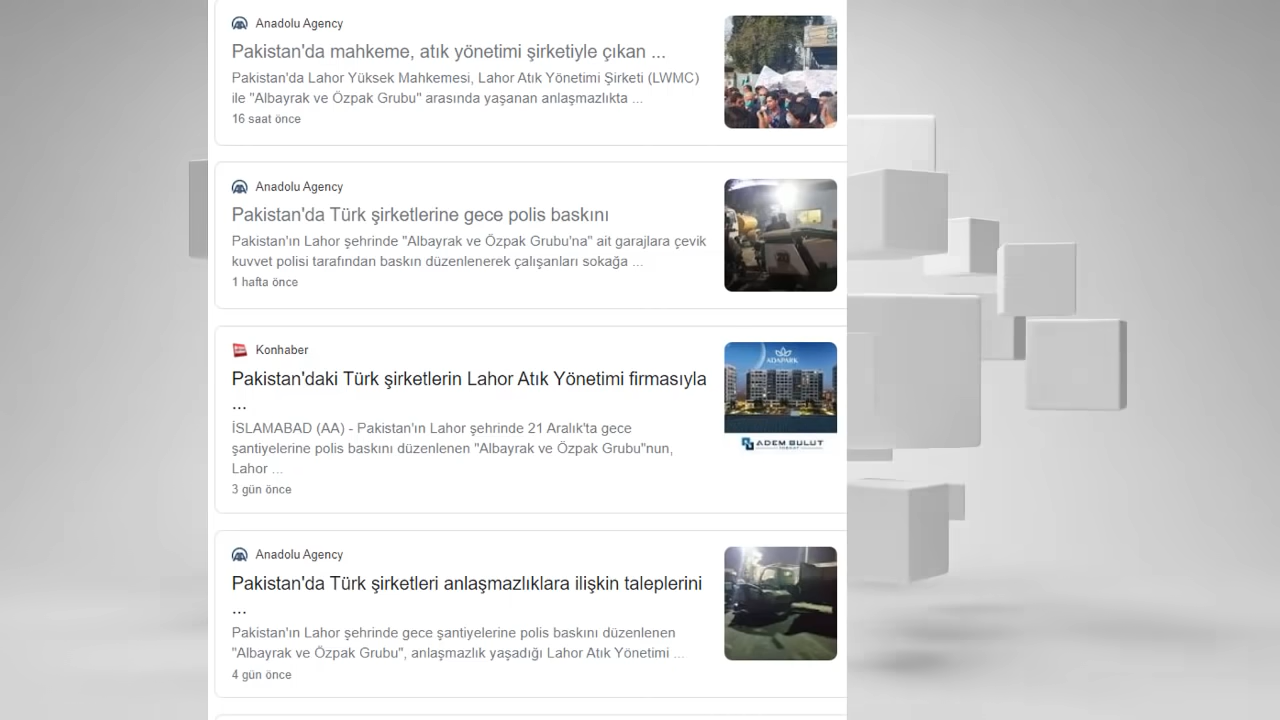 Anadolu Agency
Pakistan'da mahkeme, atık yönetimi şirketiyle çıkan ...
Pakistan'da Lahor Yüksek Mahkemesi, Lahor Atık Yönetimi Şirketi (LWMC)
ile "Albayrak ve Özpak Grubu" arasında yaşanan anlaşmazlıkta ...
16 saat önce
Anadolu Agency
Pakistan'da Türk şirketlerine gece polis baskını
Pakistan'ın Lahor şehrinde "Albayrak ve Özpak Grubu'na" ait garajlara çevik
kuvvet polisi tarafından baskın düzenlenerek çalışanları sokağa ...
1 hafta önce
Konhaber
Pakistan'daki Türk şirketlerin Lahor Atık Yönetimi firmasıyla
...
İSLAMABAD (AA) - Pakistan'ın Lahor şehrinde 21 Aralık'ta gece
şantiyelerine polis baskını düzenlenen "Albayrak ve Özpak Grubu"nun,
Lahor ...
3 gün önce
ADAPARK
ADEM BULUT
Anadolu Agency
Pakistan'da Türk şirketleri anlaşmazlıklara ilişkin taleplerini
...
Pakistan'ın Lahor şehrinde gece şantiyelerine polis baskını düzenlenen
"Albayrak ve Özpak Grubu", anlaşmazlık yaşadığı Lahor Atık Yönetimi ...
4 gün önce